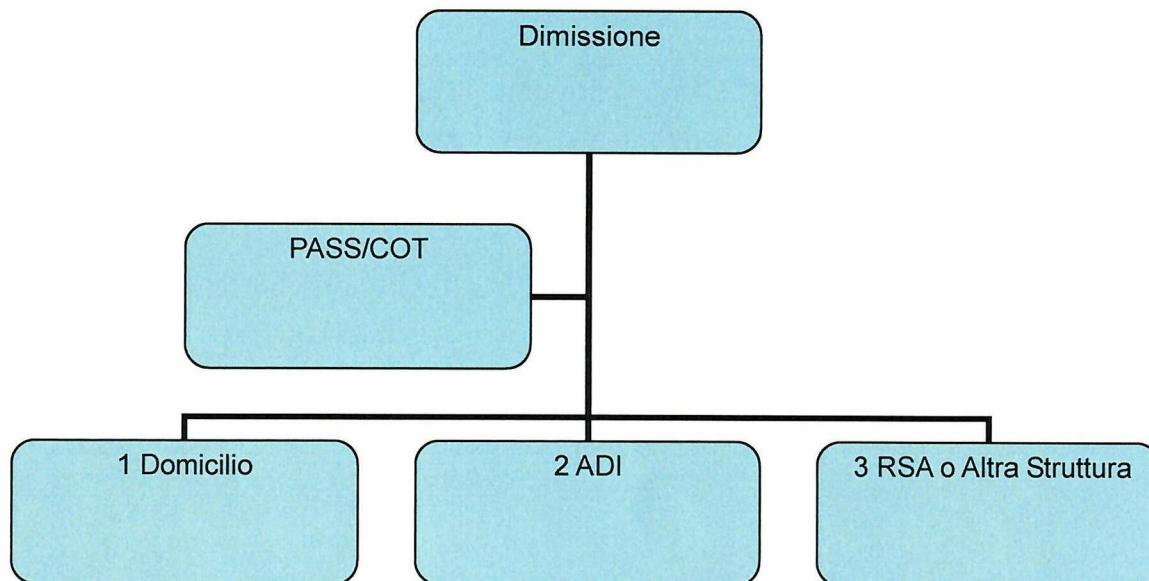 Dimissione
PASS/COT
1 Domicilio
2 ADI
3 RSA o Altra Struttura